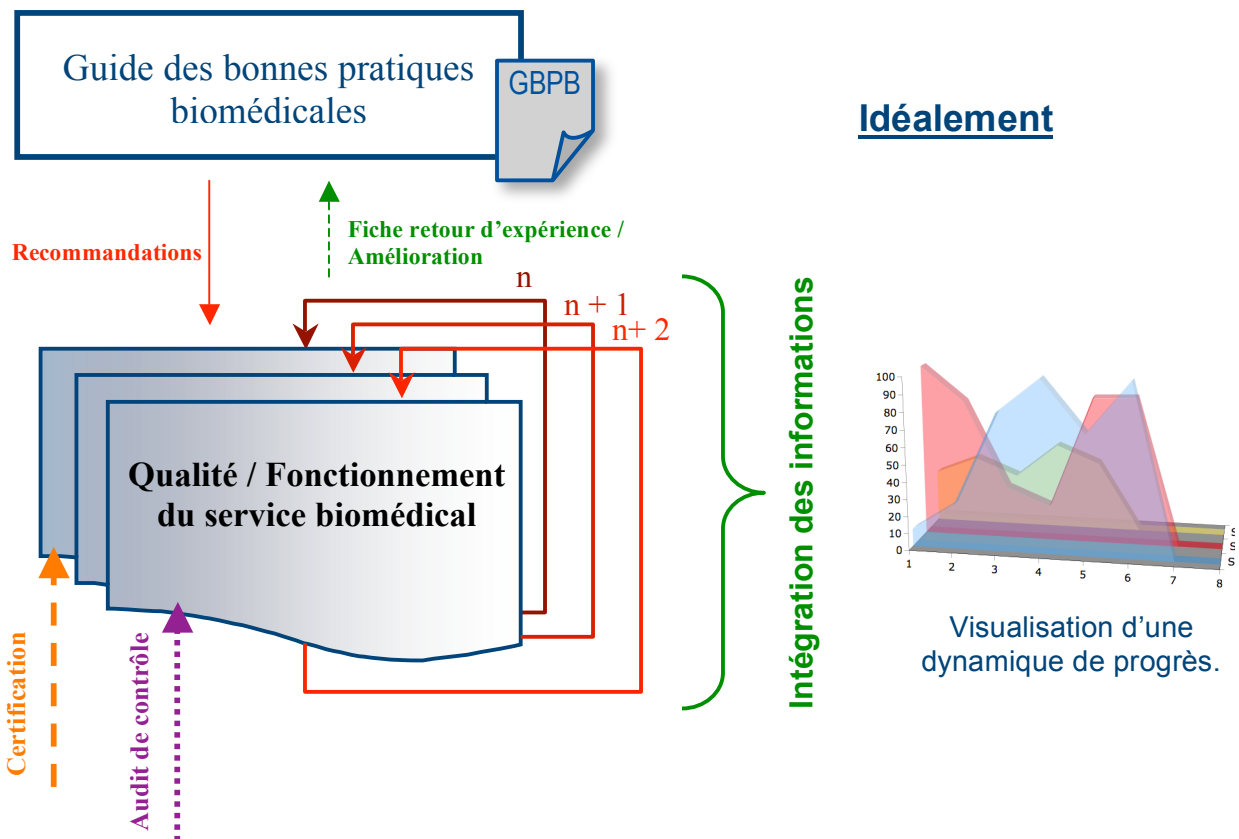 Guide des bonnes pratiques
biomédicales
GBPB
Idéalement
Recommandations
Fiche retour d’expérience /
Amélioration
n
n + 1
n+ 2
Qualité / Fonctionnement
du service biomédical
Certification
Audit de contrôle
Intégration des informations
100
90
80
70
60
50
40
30
20
10
0
1 2 3 4 5 6 7 8
S
S
S
Visualisation d’une
dynamique de progrès.